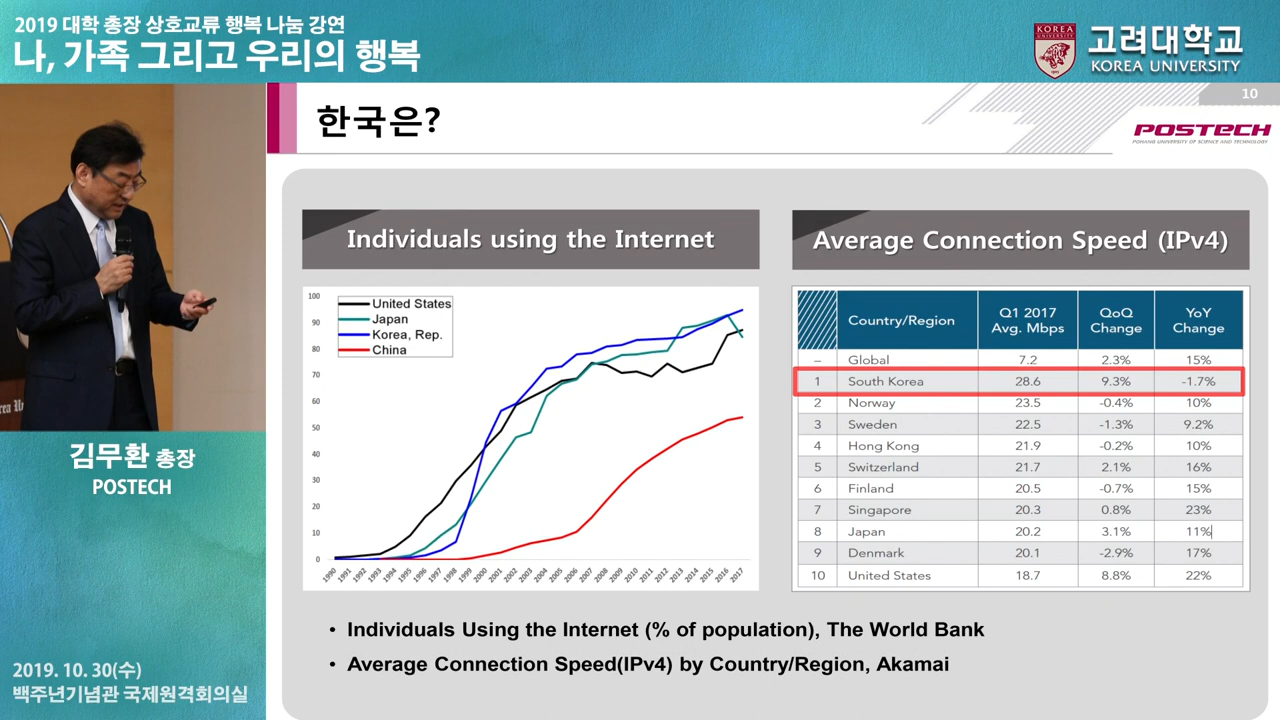 2019 대학 총장 상호교류 행복 나눔 강연
나, 가족 그리고 우리의 행복
KOREA
UNIVERSITY
1905
고려대학교
KOREA UNIVERSITY
한국은?
10
POSTECH
POHANG UNIVERSITY OF SCIENCE AND TECHNOLOGY
Individuals using the Internet
100
90
80
70
60
50
40
30
20
10
0
United States
Japan
Korea, Rep.
China
1990 1991 1992 1993 1994 1995 1996 1997 1998 1999 2000 2001 2002 2003 2004 2005 2006 2007 2008 2009 2010 2011 2012 2013 2014 2015 2016 2017
Average Connection Speed (IPv4)
Country/Region Q1 2017 Avg. Mbps QoQ Change YoY Change
– Global 7.2 2.3% 15%
1 South Korea 28.6 9.3% -1.7%
2 Norway 23.5 -0.4% 10%
3 Sweden 22.5 -1.3% 9.2%
4 Hong Kong 21.9 -0.2% 10%
5 Switzerland 21.7 2.1% 16%
6 Finland 20.5 -0.7% 15%
7 Singapore 20.3 0.8% 23%
8 Japan 20.2 3.1% 11%
9 Denmark 20.1 -2.9% 17%
10 United States 18.7 8.8% 22%
• Individuals Using the Internet (% of population), The World Bank
• Average Connection Speed(IPv4) by Country/Region, Akamai
김무환 총장
POSTECH
2019. 10. 30(수)
백주년기념관 국제원격회의실